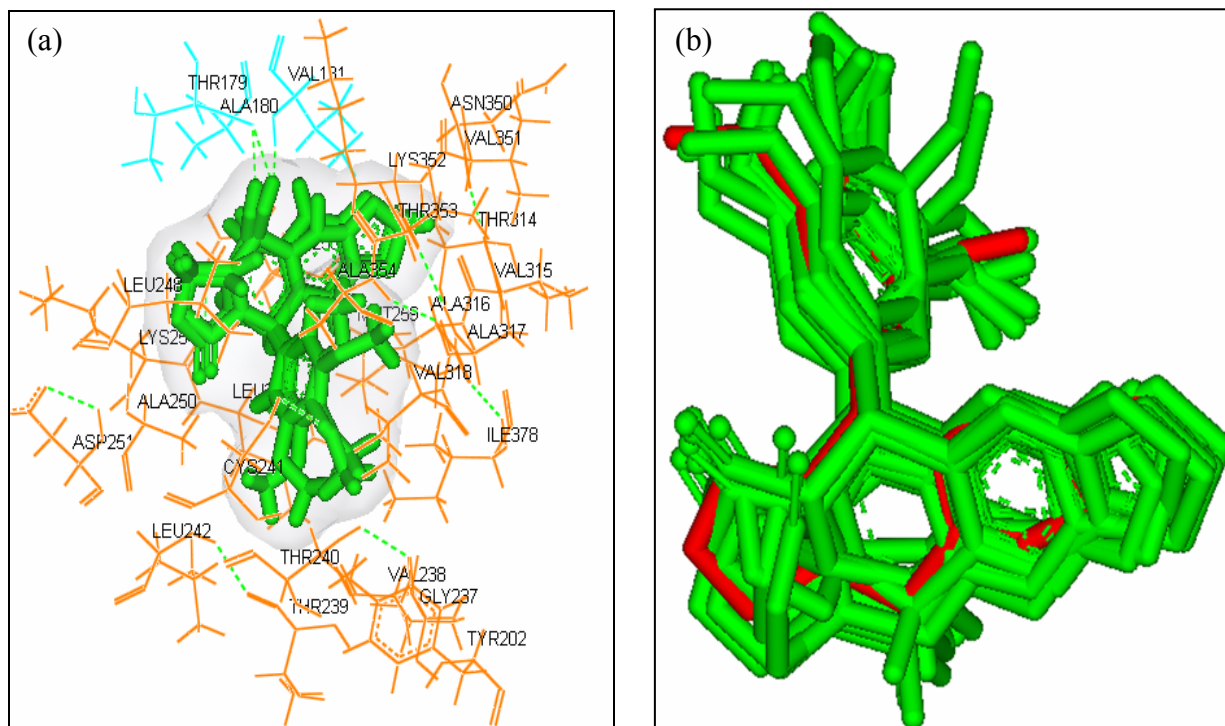 (a)
(b)
THR179
VAL181
ALA180
ASN350
VAL351
LYS352
THR353
THR314
VAL315
ALA354
LEU248
ALA316
ALA317
VAL318
ALA250
ILE378
ASP251
CYS241
LEU242
THR240
VAL238
GLY237
THR239
TYR202